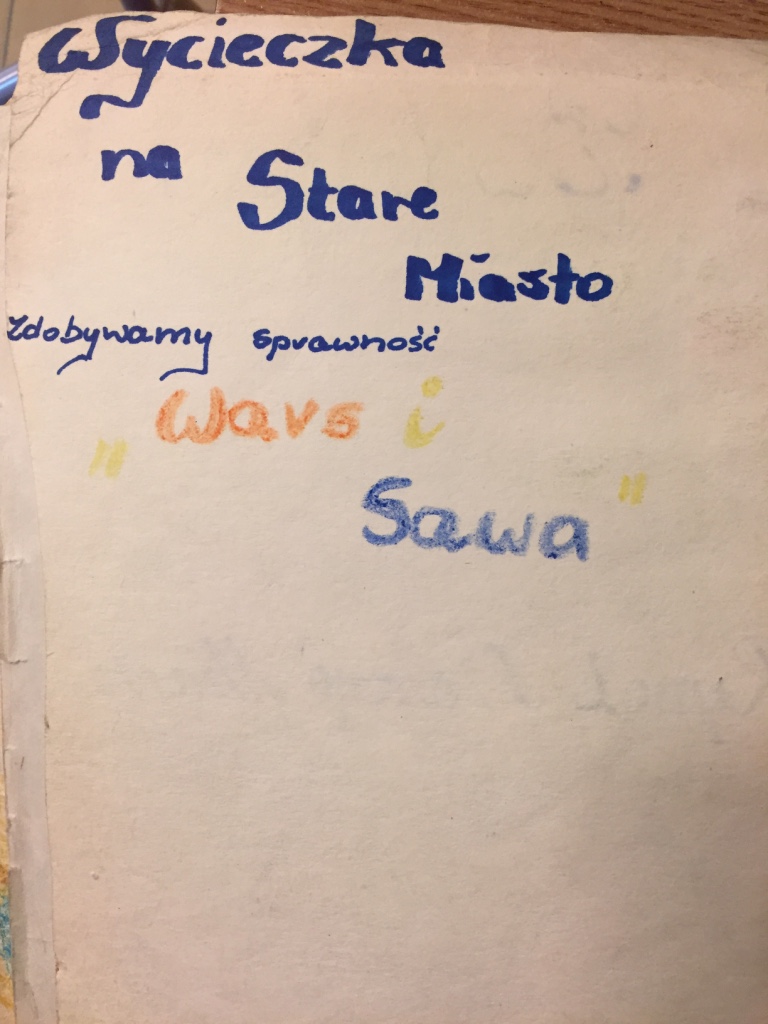 Wycieczka
na Stare
Miasto
Zdobywamy sprawność
„Wars i
Sawa"